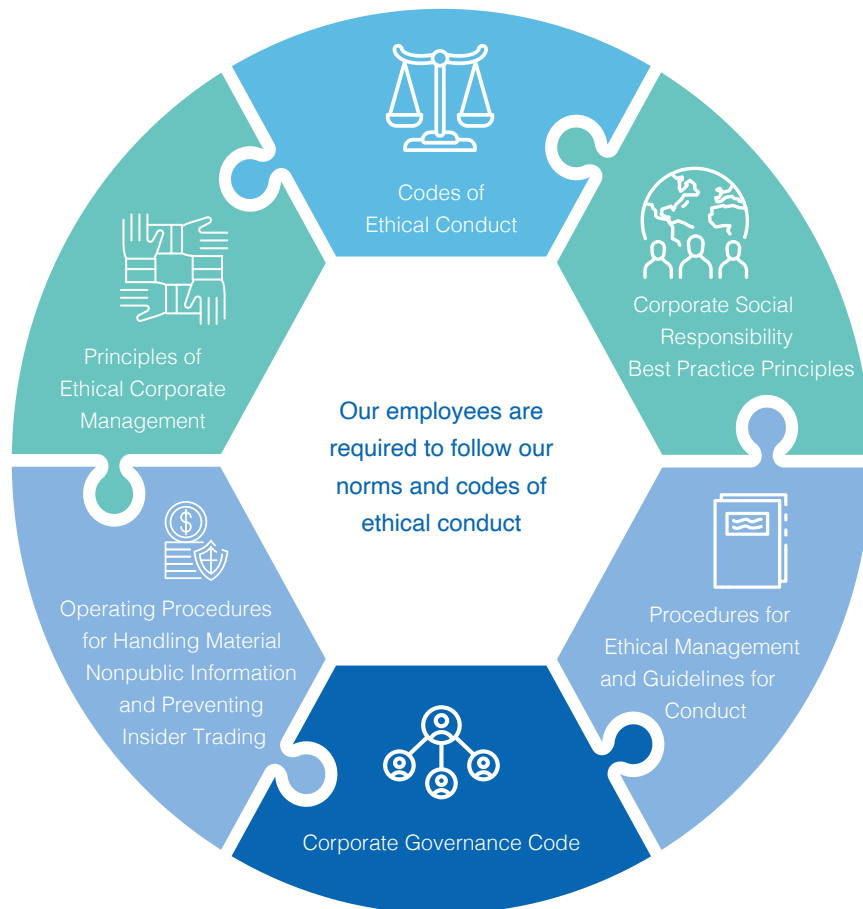 Codes of
Ethical Conduct
Corporate Social
Responsibility
Best Practice Principles
Procedures for
Ethical Management
and Guidelines for
Conduct
Corporate Governance Code
Operating Procedures
for Handling Material
Nonpublic Information
and Preventing
Insider Trading
$
Principles of
Ethical Corporate
Management
Our employees are
required to follow our
norms and codes of
ethical conduct